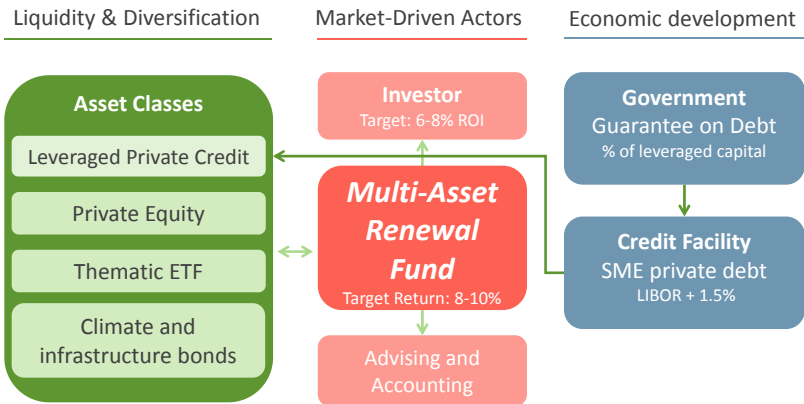 Liquidity & Diversification
Asset Classes
Leveraged Private Credit
Private Equity
Thematic ETF
Climate and
infrastructure bonds
Market-Driven Actors
Investor
Target: 6-8% ROI
Multi-Asset
Renewal
Fund
Target Return: 8-10%
Advising and
Accounting
Economic development
Government
Guarantee on Debt
% of leveraged capital
Credit Facility
SME private debt
LIBOR + 1.5%